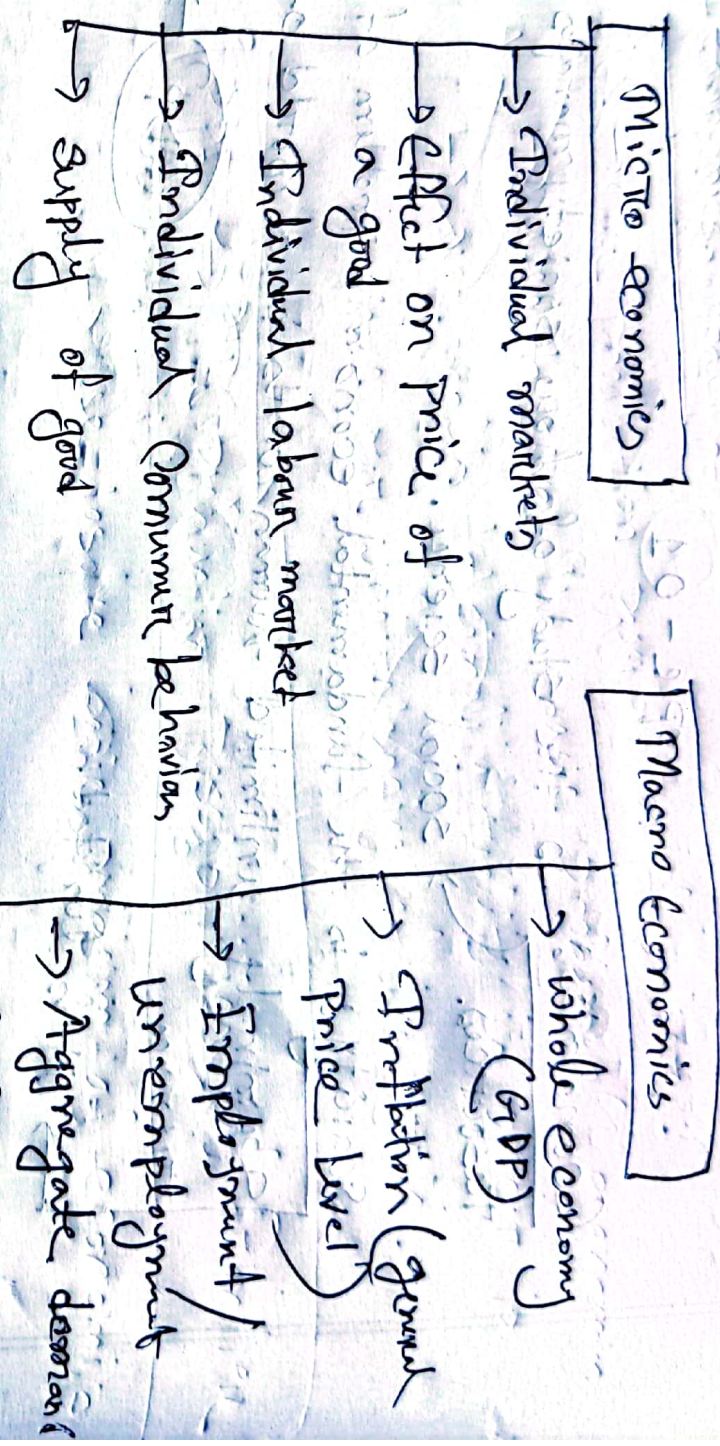 Micro economics
→ Individual markets
→ Effect on price of
a good
→ Individual labour market
→ Individual Consumer behaviour
→ Supply of good
Macro Economics.
→ whole economy
(GDP)
→ Inflation (general
Price Level)
→ Employment/
unemployment
→ Aggregate demand